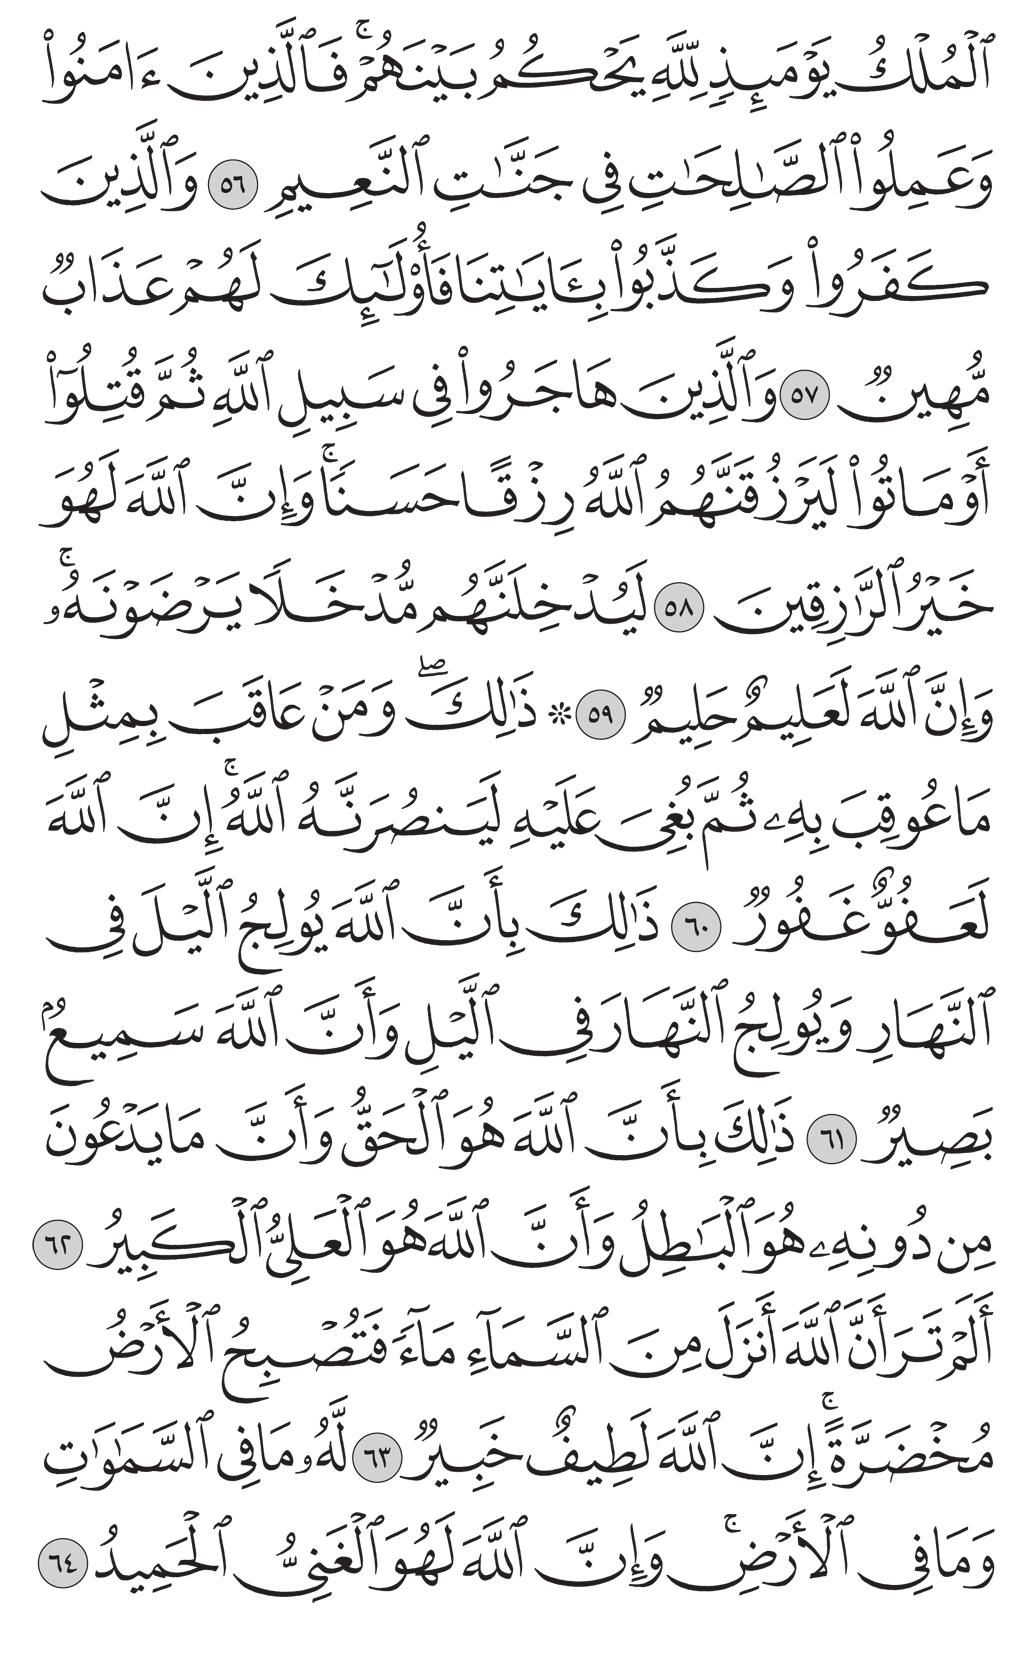 ٱلْمُلْكُ يَوْمَئِذٍ لِّلَّهِ يَحْكُمُ بَيْنَهُمْ ۚ فَٱلَّذِينَ ءَامَنُوا۟
وَعَمِلُوا۟ ٱلصَّـٰلِحَـٰتِ فِى جَنَّـٰتِ ٱلنَّعِيمِ ٥٦ وَٱلَّذِينَ
كَفَرُوا۟ وَكَذَّبُوا۟ بِـَٔايَـٰتِنَا فَأُو۟لَـٰٓئِكَ لَهُمْ عَذَابٌ
مُّهِينٌ ٥٧ وَٱلَّذِينَ هَاجَرُوا۟ فِى سَبِيلِ ٱللَّهِ ثُمَّ قُتِلُوٓا۟
أَوْ مَاتُوا۟ لَيَرْزُقَنَّهُمُ ٱللَّهُ رِزْقًا حَسَنًا ۚ وَإِنَّ ٱللَّهَ لَهُوَ
خَيْرُ ٱلرَّٰزِقِينَ ٥٨ لَيُدْخِلَنَّهُم مُّدْخَلًا يَرْضَوْنَهُۥ ۚ
وَإِنَّ ٱللَّهَ لَعَلِيمٌ حَلِيمٌ ٥٩ ۞ ذَٰلِكَ ۖ وَمَنْ عَاقَبَ بِمِثْلِ
مَا عُوقِبَ بِهِۦ ثُمَّ بُغِىَ عَلَيْهِ لَيَنصُرَنَّهُ ٱللَّهُ ۚ إِنَّ ٱللَّهَ
لَعَفُوٌّ غَفُورٌ ٦٠ ذَٰلِكَ بِأَنَّ ٱللَّهَ يُولِجُ ٱلَّيْلَ فِى
ٱلنَّهَارِ وَيُولِجُ ٱلنَّهَارَ فِى ٱلَّيْلِ وَأَنَّ ٱللَّهَ سَمِيعٌۢ
بَصِيرٌ ٦١ ذَٰلِكَ بِأَنَّ ٱللَّهَ هُوَ ٱلْحَقُّ وَأَنَّ مَا يَدْعُونَ
مِن دُونِهِۦ هُوَ ٱلْبَـٰطِلُ وَأَنَّ ٱللَّهَ هُوَ ٱلْعَلِىُّ ٱلْكَبِيرُ ٦٢
أَلَمْ تَرَ أَنَّ ٱللَّهَ أَنزَلَ مِنَ ٱلسَّمَآءِ مَآءً فَتُصْبِحُ ٱلْأَرْضُ
مُخْضَرَّةً ۗ إِنَّ ٱللَّهَ لَطِيفٌ خَبِيرٌ ٦٣ لَّهُۥ مَا فِى ٱلسَّمَـٰوَٰتِ
وَمَا فِى ٱلْأَرْضِ ۚ وَإِنَّ ٱللَّهَ لَهُوَ ٱلْغَنِىُّ ٱلْحَمِيدُ ٦٤